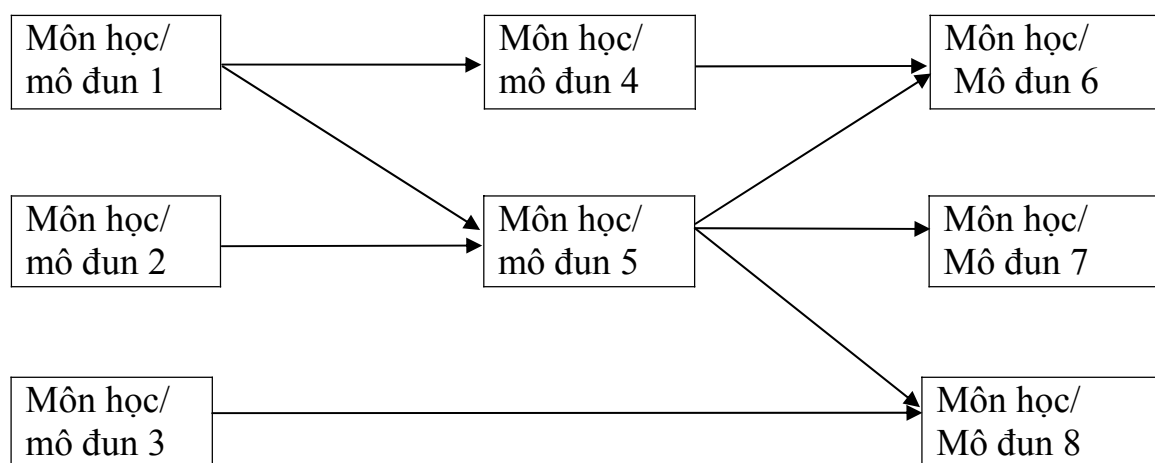 Môn học/
mô đun 1
Môn học/
mô đun 4
Môn học/
Mô đun 6
Môn học/
mô đun 2
Môn học/
mô đun 5
Môn học/
Mô đun 7
Môn học/
mô đun 3
Môn học/
Mô đun 8